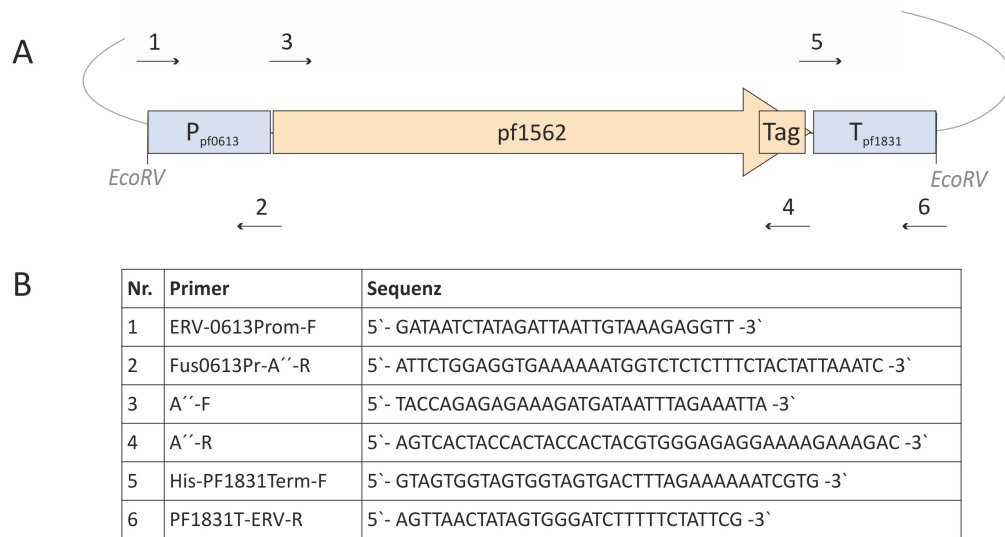 A
1 3 5
P pf0613 pf1562 Tag T pf1831
EcoRV EcoRV
2 4 6
B
Nr. Primer Sequenz
1 ERV-0613Prom-F 5`- GATAATCTATAGATTAATTGTAAAGAGGTT -3`
2 Fus0613Pr-A´´-R 5`- ATTCTGGAGGTGAAAAAATGGTCTCTCTTTCTACTATTAAATC -3`
3 A´´-F 5`- TACCAGAGAGAAAGATGATAATTTAGAAATTA -3`
4 A´´-R 5`- AGTCACTACCACTACCACTACGTGGGAGAGGAAAAGAAAGAC -3`
5 His-PF1831Term-F 5`- GTAGTGGTAGTGGTAGTGACTTTAGAAAAAATCGTG -3`
6 PF1831T-ERV-R 5`- AGTTAACTATAGTGGGATCTTTTTCTATTCG -3`